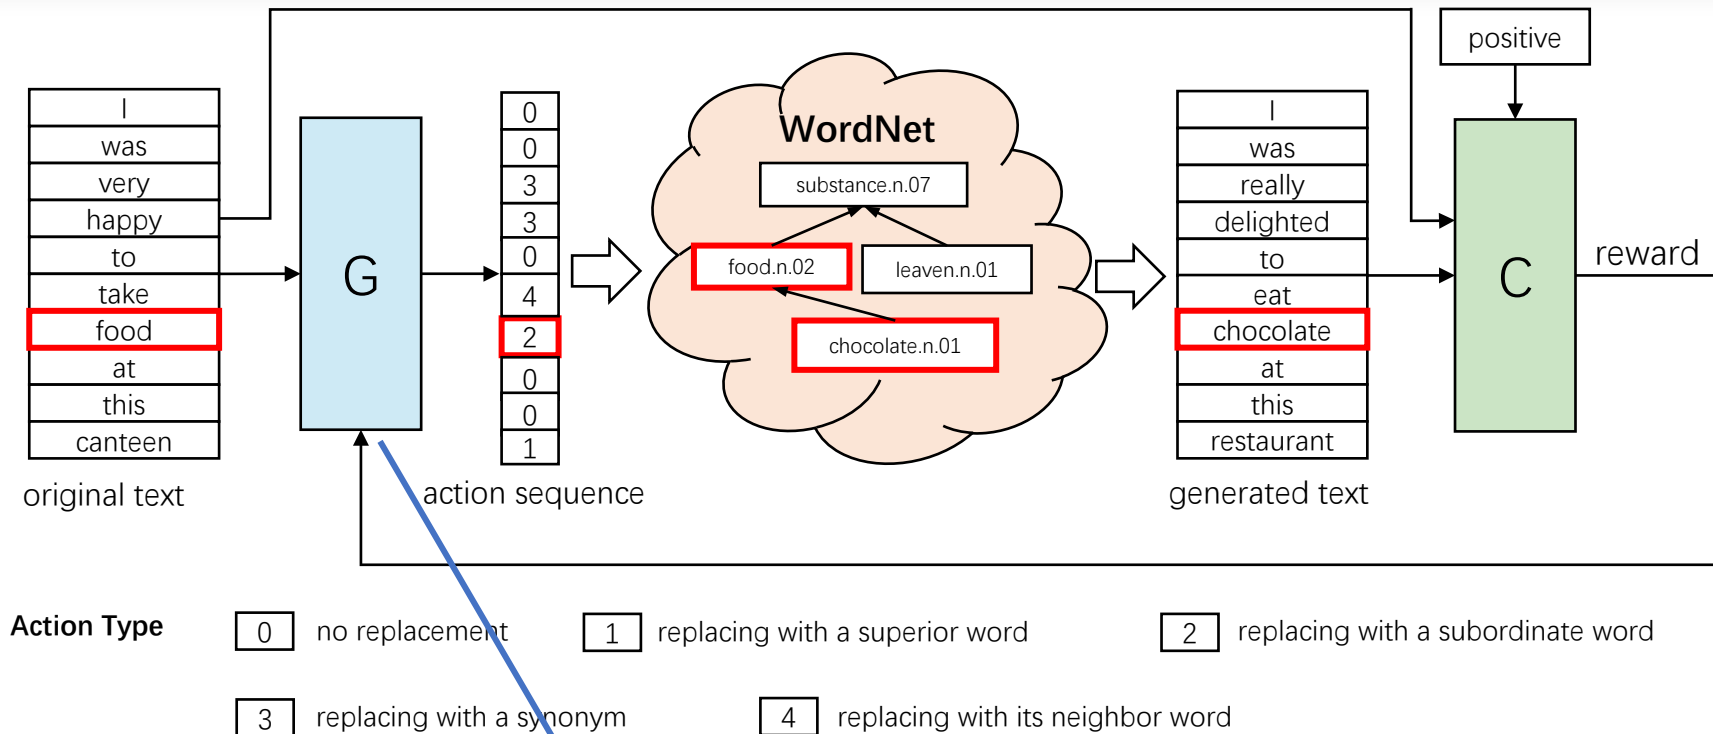 positive
I
was
very
happy
to
take
food
at
this
canteen
original text
G
0
0
3
3
0
4
2
0
0
1
action sequence
WordNet
substance.n.07
food.n.02
leaven.n.01
chocolate.n.01
I
was
really
delighted
to
eat
chocolate
at
this
restaurant
generated text
C
reward
Action Type
0 no replacement
1 replacing with a superior word
2 replacing with a subordinate word
3 replacing with a synonym
4 replacing with its neighbor word